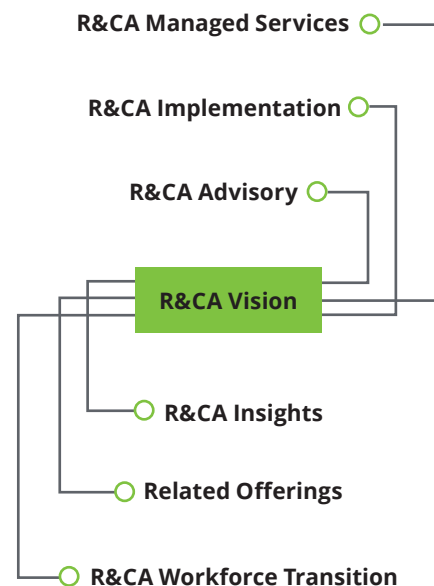 R&CA Managed Services
R&CA Implementation
R&CA Advisory
R&CA Vision
R&CA Insights
Related Offerings
R&CA Workforce Transition